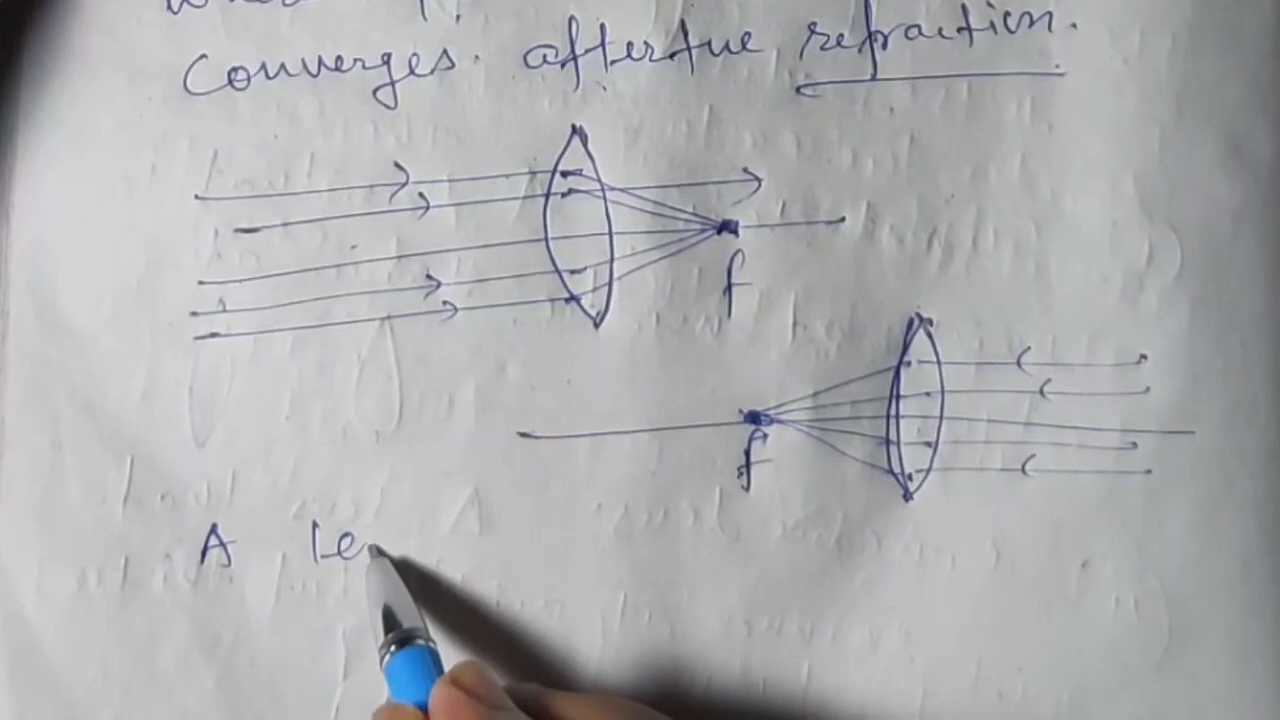 converges. after the refraction.
f
f
A Le